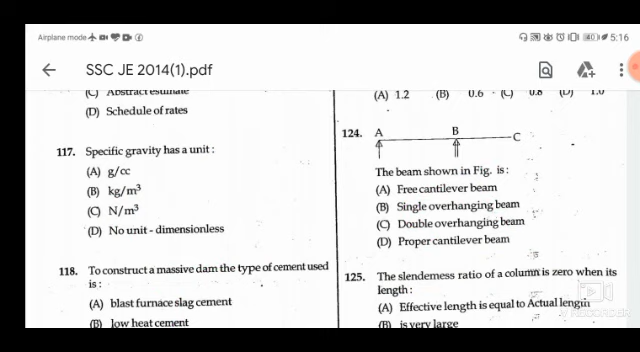 Airplane mode 40 5:16
SSC JE 2014(1).pdf
(C) Abstract estimate
(D) Schedule of rates
117. Specific gravity has a unit :
(A) g/cc
(B) kg/m³
(C) N/m³
(D) No unit - dimensionless
118. To construct a massive dam the type of cement used
is :
(A) blast furnace slag cement
(B) low heat cement
(A) 1.2 (B) 0.6 (C) 0.8 (D) 1.0
124. A B C
The beam shown in Fig. is :
(A) Free cantilever beam
(B) Single overhanging beam
(C) Double overhanging beam
(D) Proper cantilever beam
125. The slenderness ratio of a column is zero when its
length :
(A) Effective length is equal to Actual length
(B) is very large
RECORDER